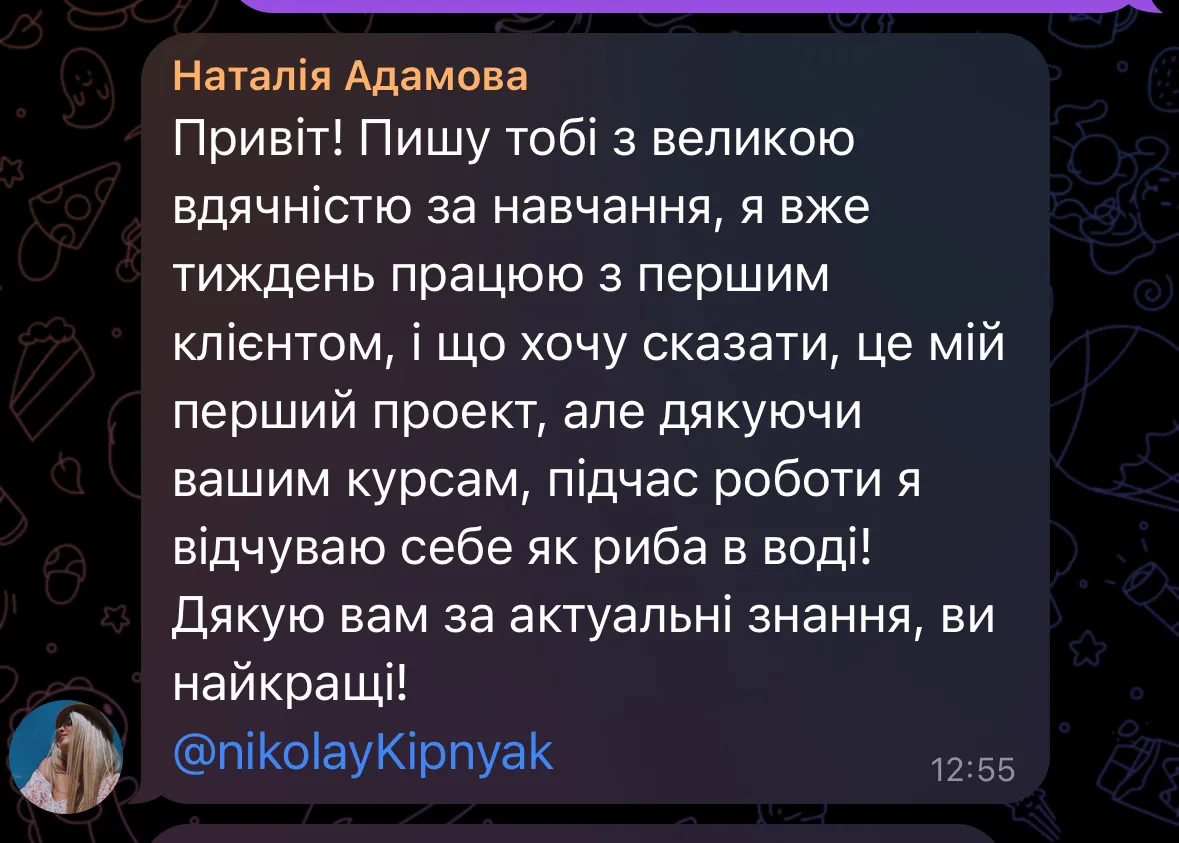 Наталія Адамова
Привіт! Пишу тобі з великою
вдячністю за навчання, я вже
тиждень працюю з першим
клієнтом, і що хочу сказати, це мій
перший проект, але дякуючи
вашим курсам, підчас роботи я
відчуваю себе як риба в воді!
Дякую вам за актуальні знання, ви
найкращі!
@nikolayKipnyak
12:55